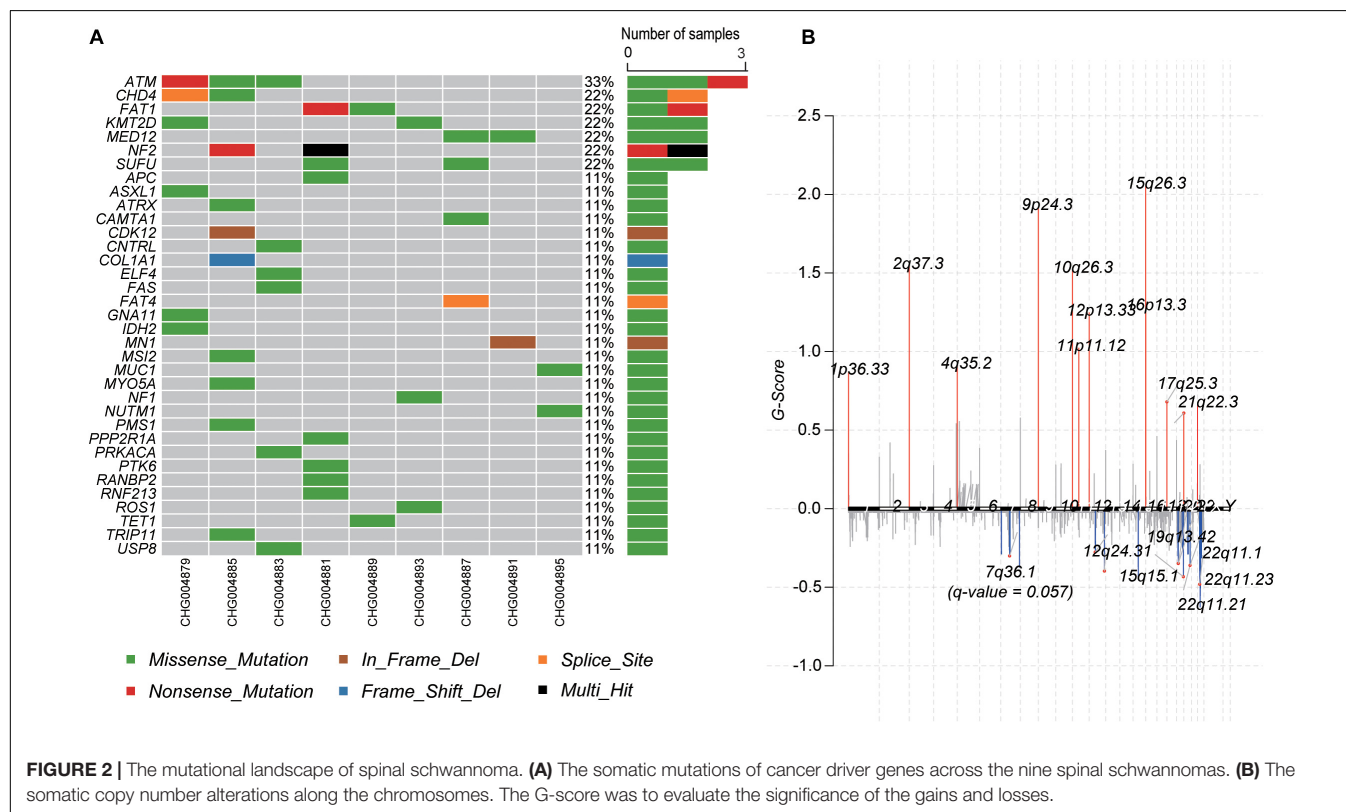 A
Number of samples
0
3
ATM 33%
CHD4 22%
FAT1 22%
KMT2D 22%
MED12 22%
NF2 22%
SUFU 22%
APC 11%
ASXL1 11%
ATRX 11%
CAMTA1 11%
CDK12 11%
CNTRL 11%
COL1A1 11%
ELF4 11%
FAS 11%
FAT4 11%
GNA11 11%
IDH2 11%
MN1 11%
MSI2 11%
MUC1 11%
MYO5A 11%
NF1 11%
NUTM1 11%
PMS1 11%
PPP2R1A 11%
PRKACA 11%
PTK6 11%
RANBP2 11%
RNF213 11%
ROS1 11%
TET1 11%
TRIP11 11%
USP8 11%
CHG004879
CHG004885
CHG004883
CHG004881
CHG004889
CHG004893
CHG004887
CHG004891
CHG004895
Missense_Mutation
In_Frame_Del
Splice_Site
Nonsense_Mutation
Frame_Shift_Del
Multi_Hit
B
G-Score
2.5
2.0
1.5
1.0
0.5
0.0
-0.5
-1.0
15q26.3
9p24.3
2q37.3
10q26.3
16p13.3
12p13.33
11p11.12
1p36.33
4q35.2
17q25.3
21q22.3
2 4 6 8 10 12 14 Y
19q13.42
12q24.31
22q11.1
7q36.1
15q15.1
22q11.23
(q-value = 0.057)
22q11.21
FIGURE 2 | The mutational landscape of spinal schwannoma. (A) The somatic mutations of cancer driver genes across the nine spinal schwannomas. (B) The
somatic copy number alterations along the chromosomes. The G-score was to evaluate the significance of the gains and losses.